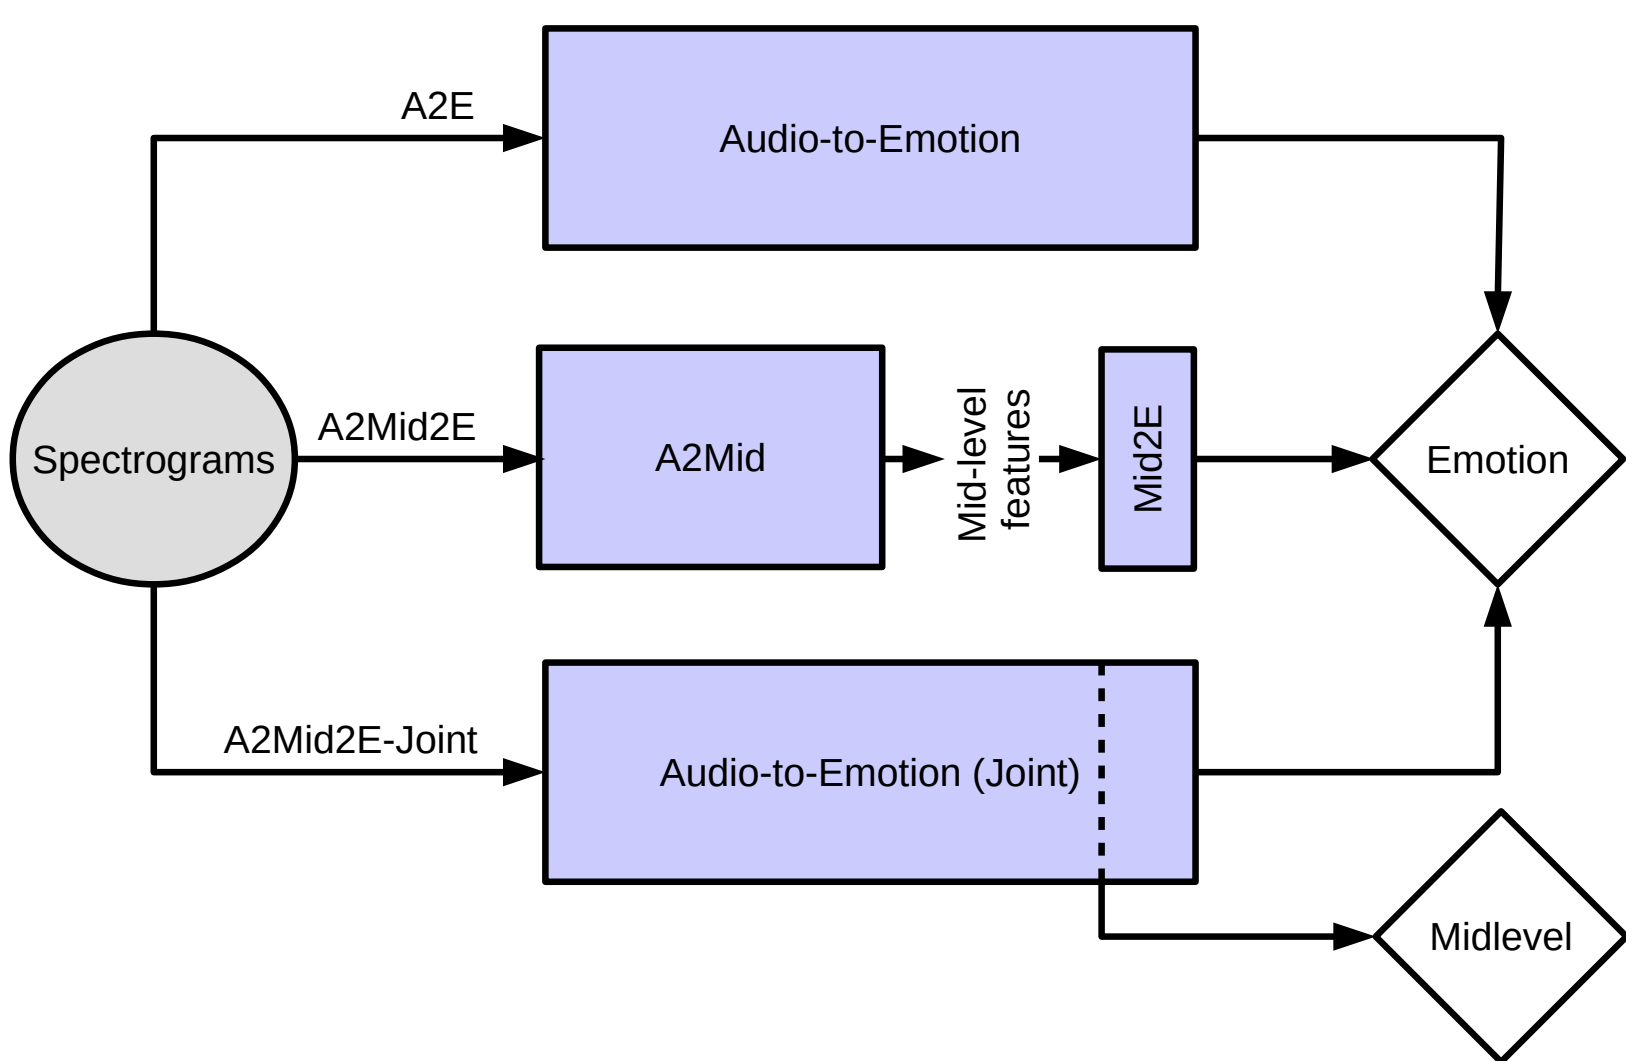 A2E
Audio-to-Emotion
Spectrograms
A2Mid2E
A2Mid
Mid-level
features
Mid2E
Emotion
A2Mid2E-Joint
Audio-to-Emotion (Joint)
Midlevel